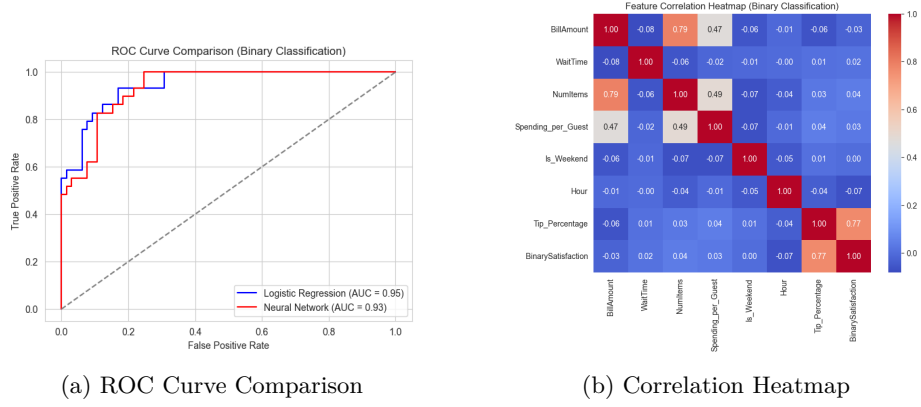 ROC Curve Comparison (Binary Classification)
1.0
0.8
0.6
0.4
0.2
0.0
True Positive Rate
0.0 0.2 0.4 0.6 0.8 1.0
False Positive Rate
Logistic Regression (AUC = 0.95)
Neural Network (AUC = 0.93)
(a) ROC Curve Comparison
Feature Correlation Heatmap (Binary Classification)
BillAmount 1.00 -0.08 0.79 0.47 -0.06 -0.01 -0.06 -0.03
WaitTime -0.08 1.00 -0.06 -0.02 -0.01 -0.00 0.01 0.02
NumItems 0.79 -0.06 1.00 0.49 -0.07 -0.04 0.03 0.04
Spending_per_Guest 0.47 -0.02 0.49 1.00 -0.07 -0.01 0.04 0.03
Is_Weekend -0.06 -0.01 -0.07 -0.07 1.00 -0.05 0.01 0.00
Hour -0.01 -0.00 -0.04 -0.01 -0.05 1.00 -0.04 -0.07
Tip_Percentage -0.06 0.01 0.03 0.04 0.01 -0.04 1.00 0.77
BinarySatisfaction -0.03 0.02 0.04 0.03 0.00 -0.07 0.77 1.00
BillAmount
WaitTime
NumItems
Spending_per_Guest
Is_Weekend
Hour
Tip_Percentage
BinarySatisfaction
1.0
0.8
0.6
0.4
0.2
0.0
(b) Correlation Heatmap